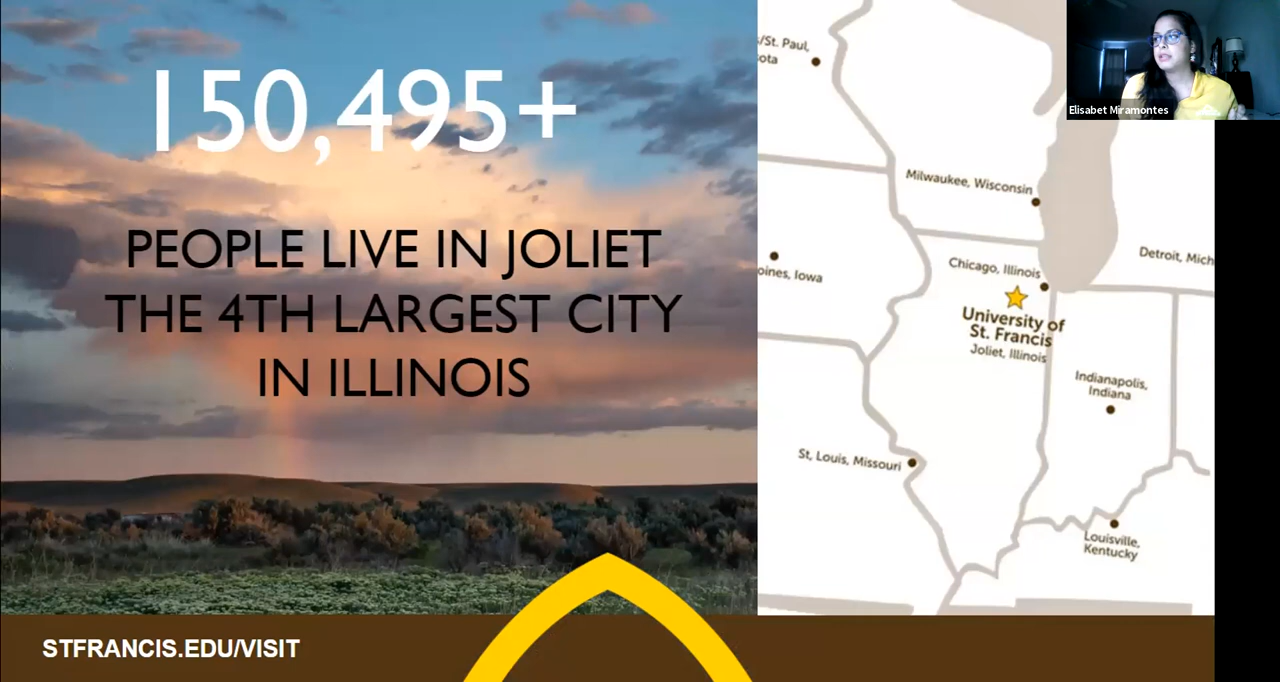 150,495+
PEOPLE LIVE IN JOLIET
THE 4TH LARGEST CITY
IN ILLINOIS
/St. Paul,
ota
Milwaukee, Wisconsin
oines, Iowa
Chicago, Illinois
Detroit, Mich
University of
St. Francis
Joliet, Illinois
Indianapolis,
Indiana
St, Louis, Missouri
Louisville,
Kentucky
Elisabet Miramontes
STFRANCIS.EDU/VISIT